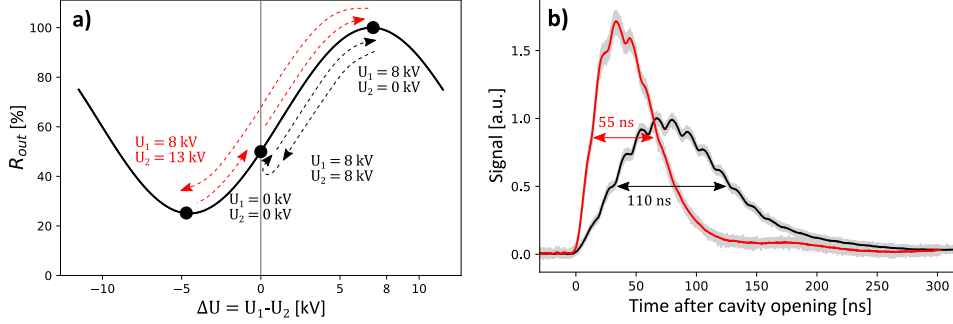 a)
100
80
60
40
20
0
R_out [%]
−10
−5
0
5
10
ΔU = U₁-U₂ [kV]
U₁ = 8 kV
U₂ = 0 kV
U₁ = 8 kV
U₂ = 13 kV
U₁ = 8 kV
U₂ = 8 kV
U₁ = 0 kV
U₂ = 0 kV
b)
1.5
1.0
0.5
0.0
Signal [a.u.]
55 ns
110 ns
0
50
100
150
200
250
300
Time after cavity opening [ns]